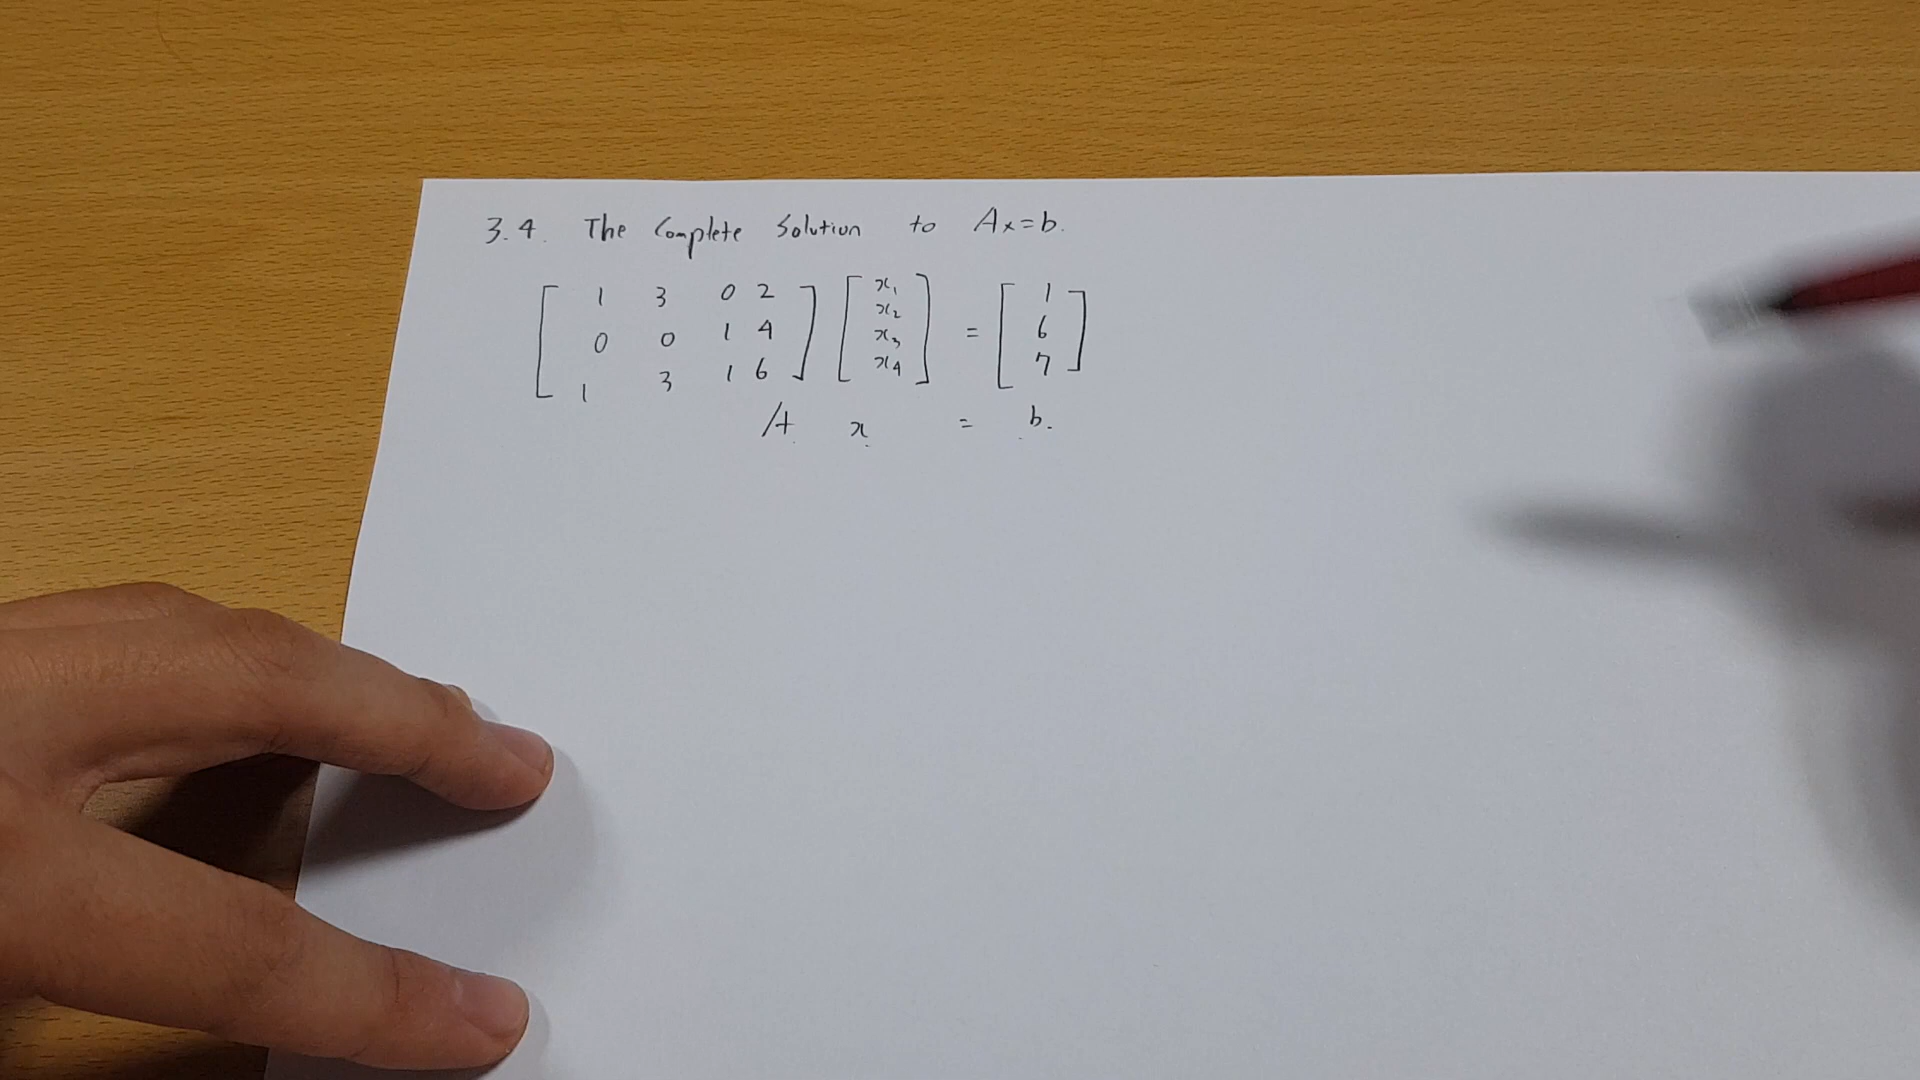 3.4. The Complete Solution to Ax=b.
[ 1 3 0 2 ] [ x₁ ] = [ 1 ]
[ 0 0 1 4 ] [ x₂ ] [ 6 ]
[ 1 3 1 6 ] [ x₃ ] [ 7 ]
[ x₄ ]
A x = b.